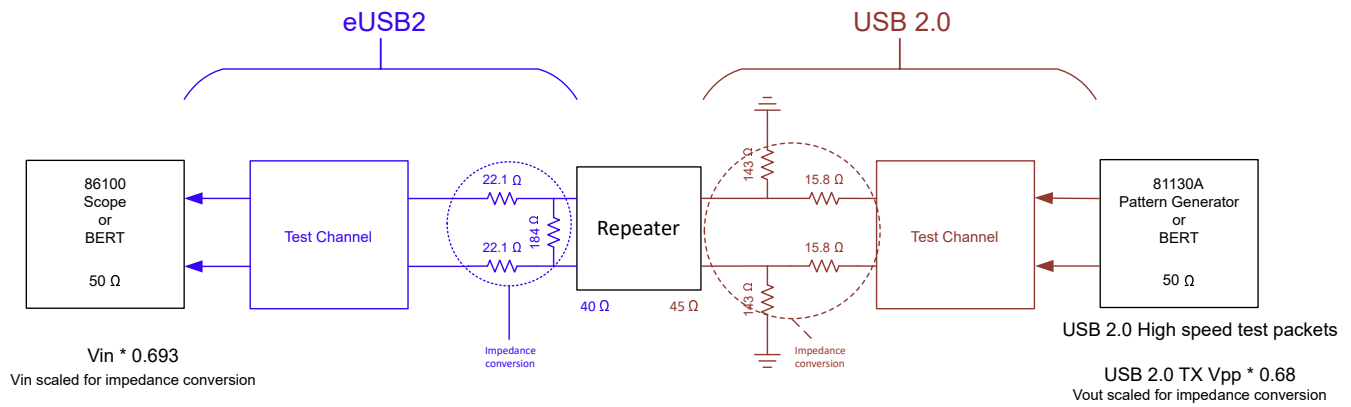 eUSB2
USB 2.0
86100
Scope
or
BERT
50 Ω
Test Channel
22.1 Ω
184 Ω
22.1 Ω
Repeater
40 Ω
45 Ω
143 Ω
15.8 Ω
15.8 Ω
143 Ω
Test Channel
81130A
Pattern Generator
or
BERT
50 Ω
Impedance
conversion
Impedance
conversion
Vin * 0.693
Vin scaled for impedance conversion
USB 2.0 High speed test packets
USB 2.0 TX Vpp * 0.68
Vout scaled for impedance conversion